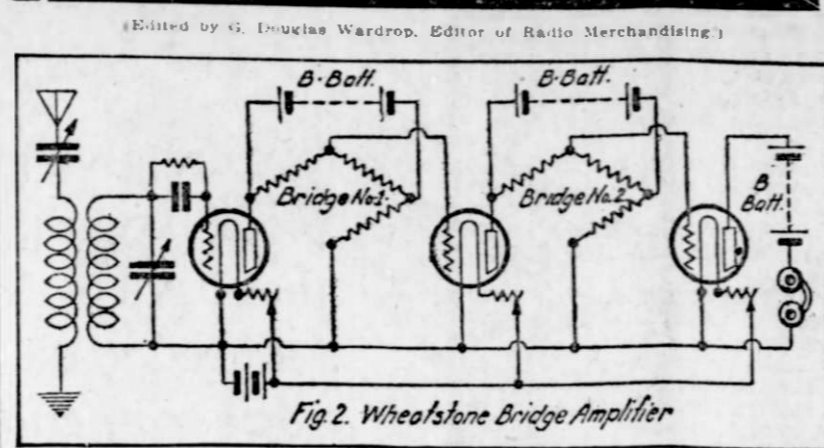 (Edited by G. Douglas Wardrop, Editor of Radio Merchandising.)
B-Batt.
B-Batt.
Bridge No.1.
Bridge No.2
B
Batt.
Fig. 2. Wheatstone Bridge Amplifier